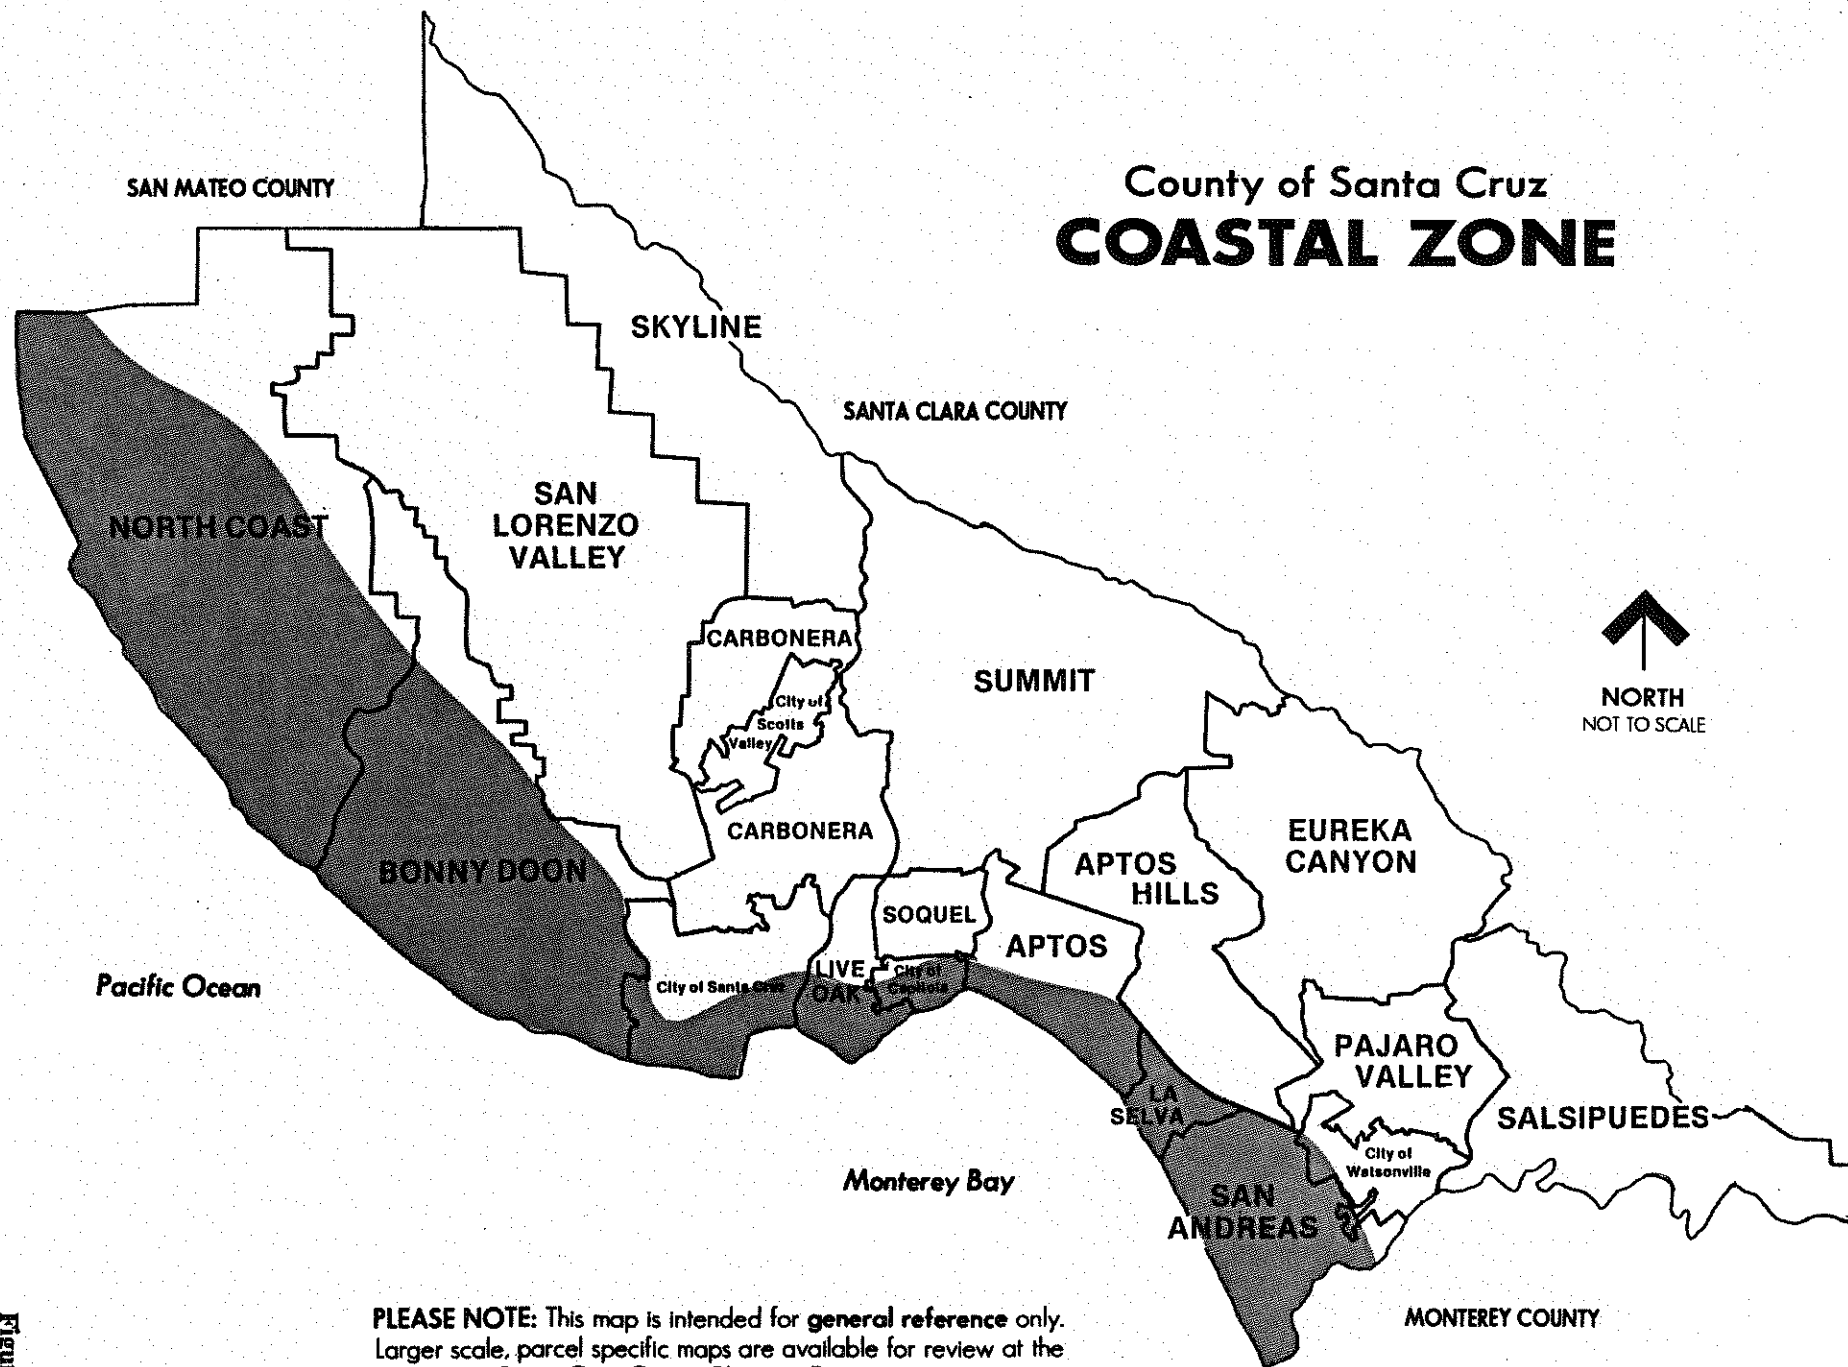 County of Santa Cruz
COASTAL ZONE
SAN MATEO COUNTY
SKYLINE
SANTA CLARA COUNTY
NORTH COAST
SAN
LORENZO
VALLEY
CARBONERA
City of
Scotts
Valley
SUMMIT
NORTH
NOT TO SCALE
CARBONERA
BONNY DOON
EUREKA
CANYON
APTOS
HILLS
SOQUEL
APTOS
Pacific Ocean
City of Santa Cruz
LIVE
OAK
City of
Capitola
PAJARO
VALLEY
LA
SELVA
SALSIPUEDES
City of
Watsonville
Monterey Bay
SAN
ANDREAS
MONTEREY COUNTY
PLEASE NOTE: This map is intended for general reference only.
Larger scale, parcel specific maps are available for review at the